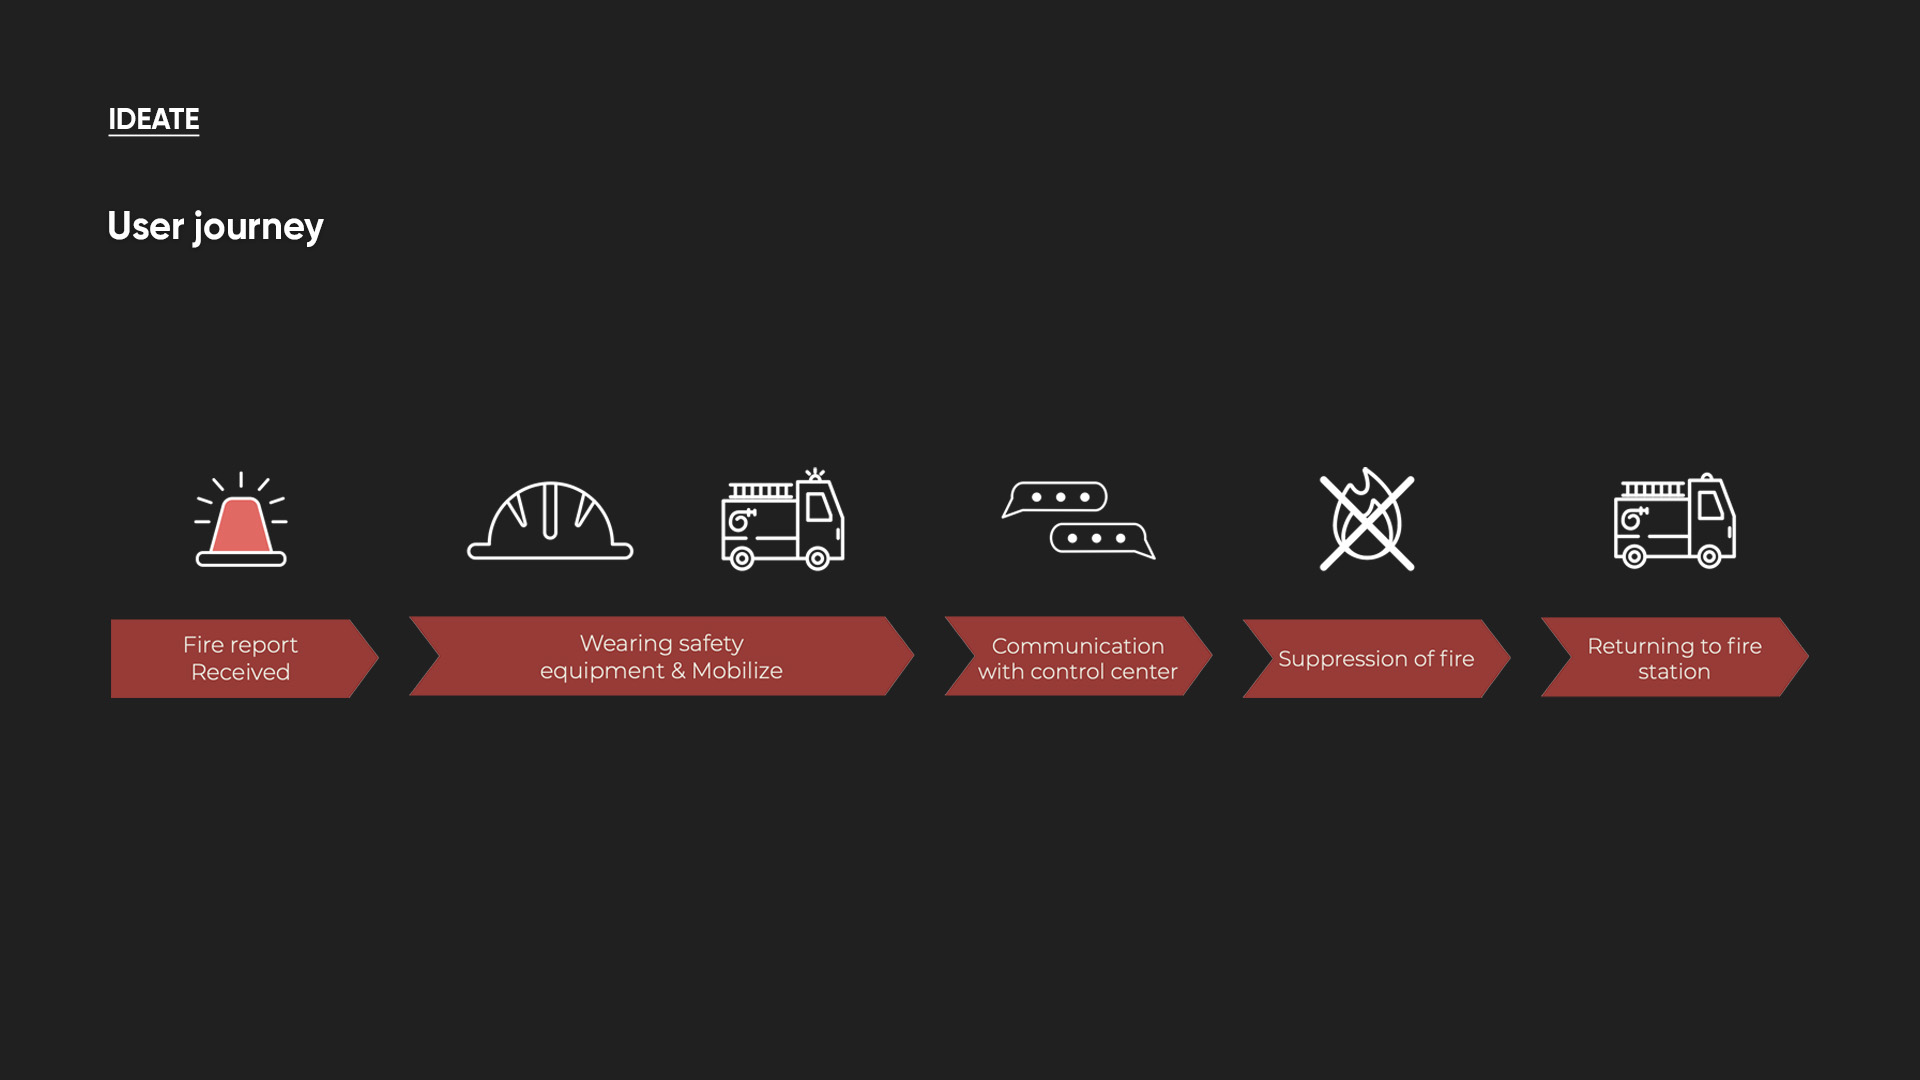 IDEATE
User journey
Fire report
Received
Wearing safety
equipment & Mobilize
Communication
with control center
Suppression of fire
Returning to fire
station